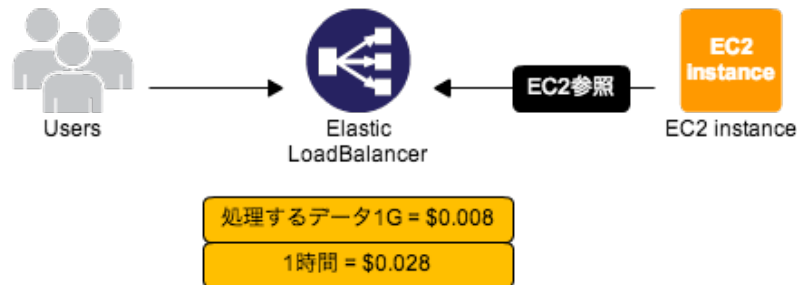 Users
Elastic
LoadBalancer
EC2参照
EC2
Instance
EC2 instance
処理するデータ1G = $0.008
1時間 = $0.028